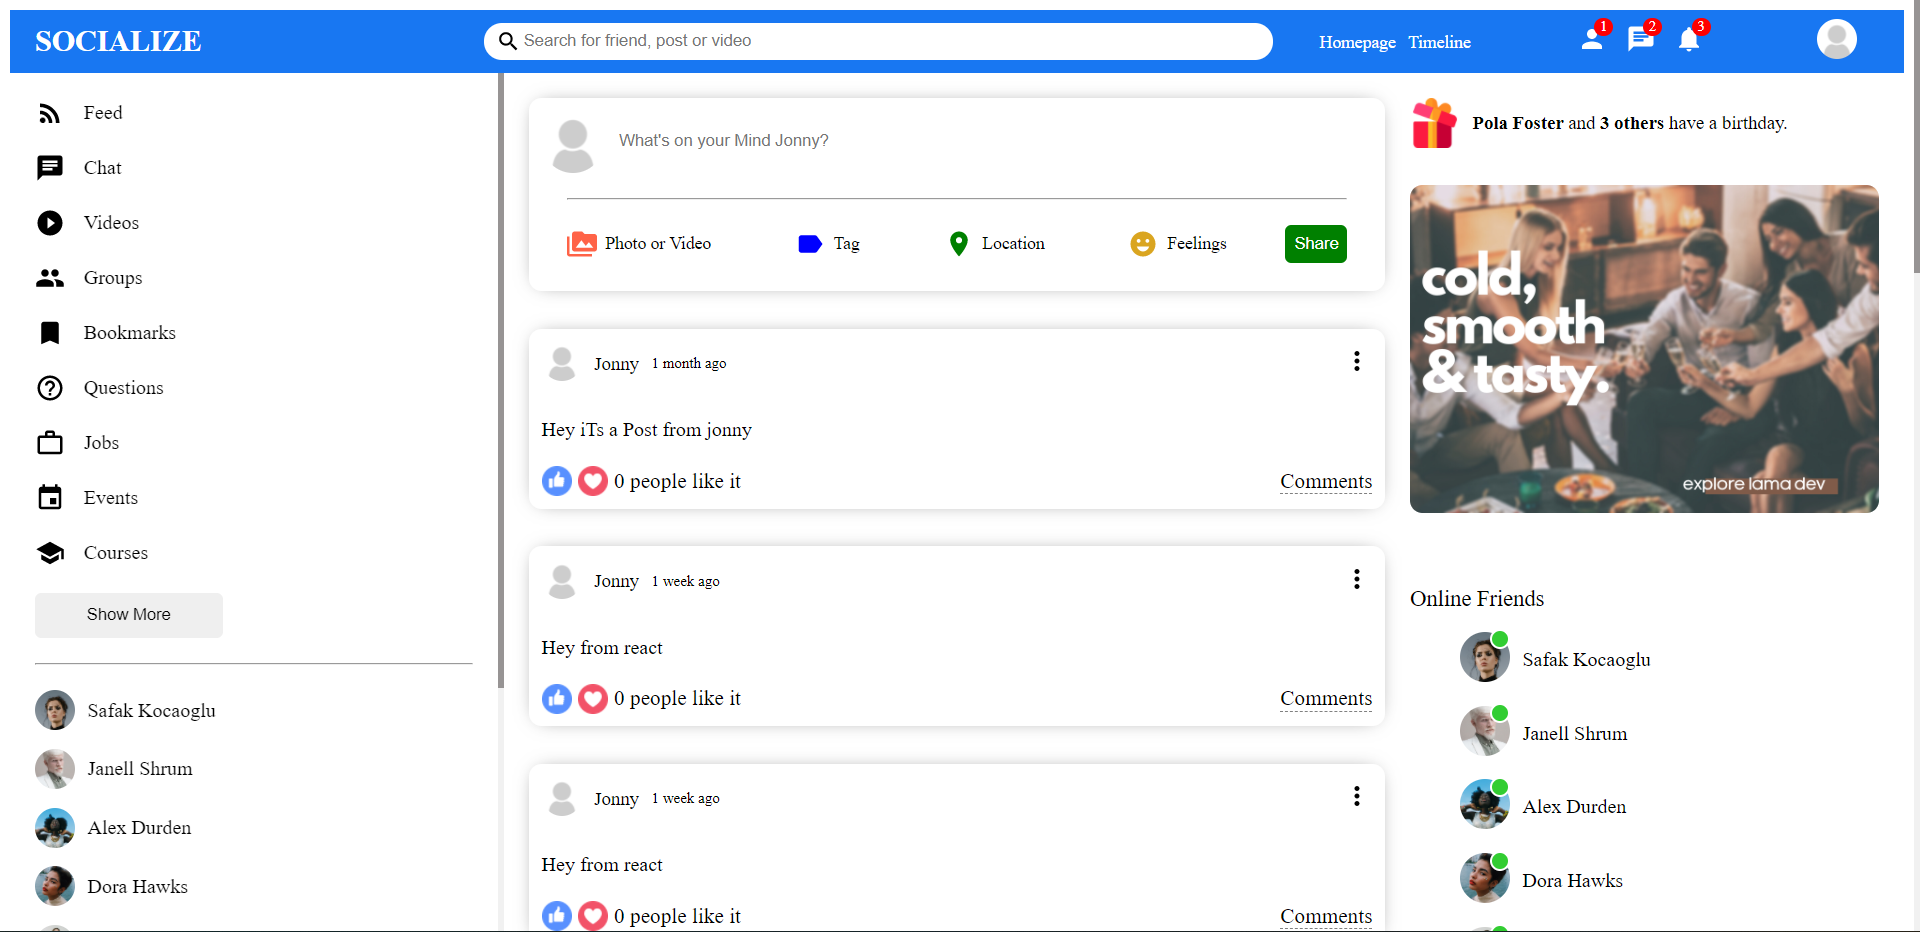 SOCIALIZE
Search for friend, post or video
Homepage Timeline
1
2
3
Feed
Chat
Videos
Groups
Bookmarks
Questions
Jobs
Events
Courses
Show More
Safak Kocaoglu
Janell Shrum
Alex Durden
Dora Hawks
What's on your Mind Jonny?
Photo or Video
Tag
Location
Feelings
Share
Jonny 1 month ago
Hey iTs a Post from jonny
0 people like it
Comments
Jonny 1 week ago
Hey from react
0 people like it
Comments
Jonny 1 week ago
Hey from react
0 people like it
Comments
Pola Foster and 3 others have a birthday.
cold,
smooth
& tasty.
explore lama dev
Online Friends
Safak Kocaoglu
Janell Shrum
Alex Durden
Dora Hawks